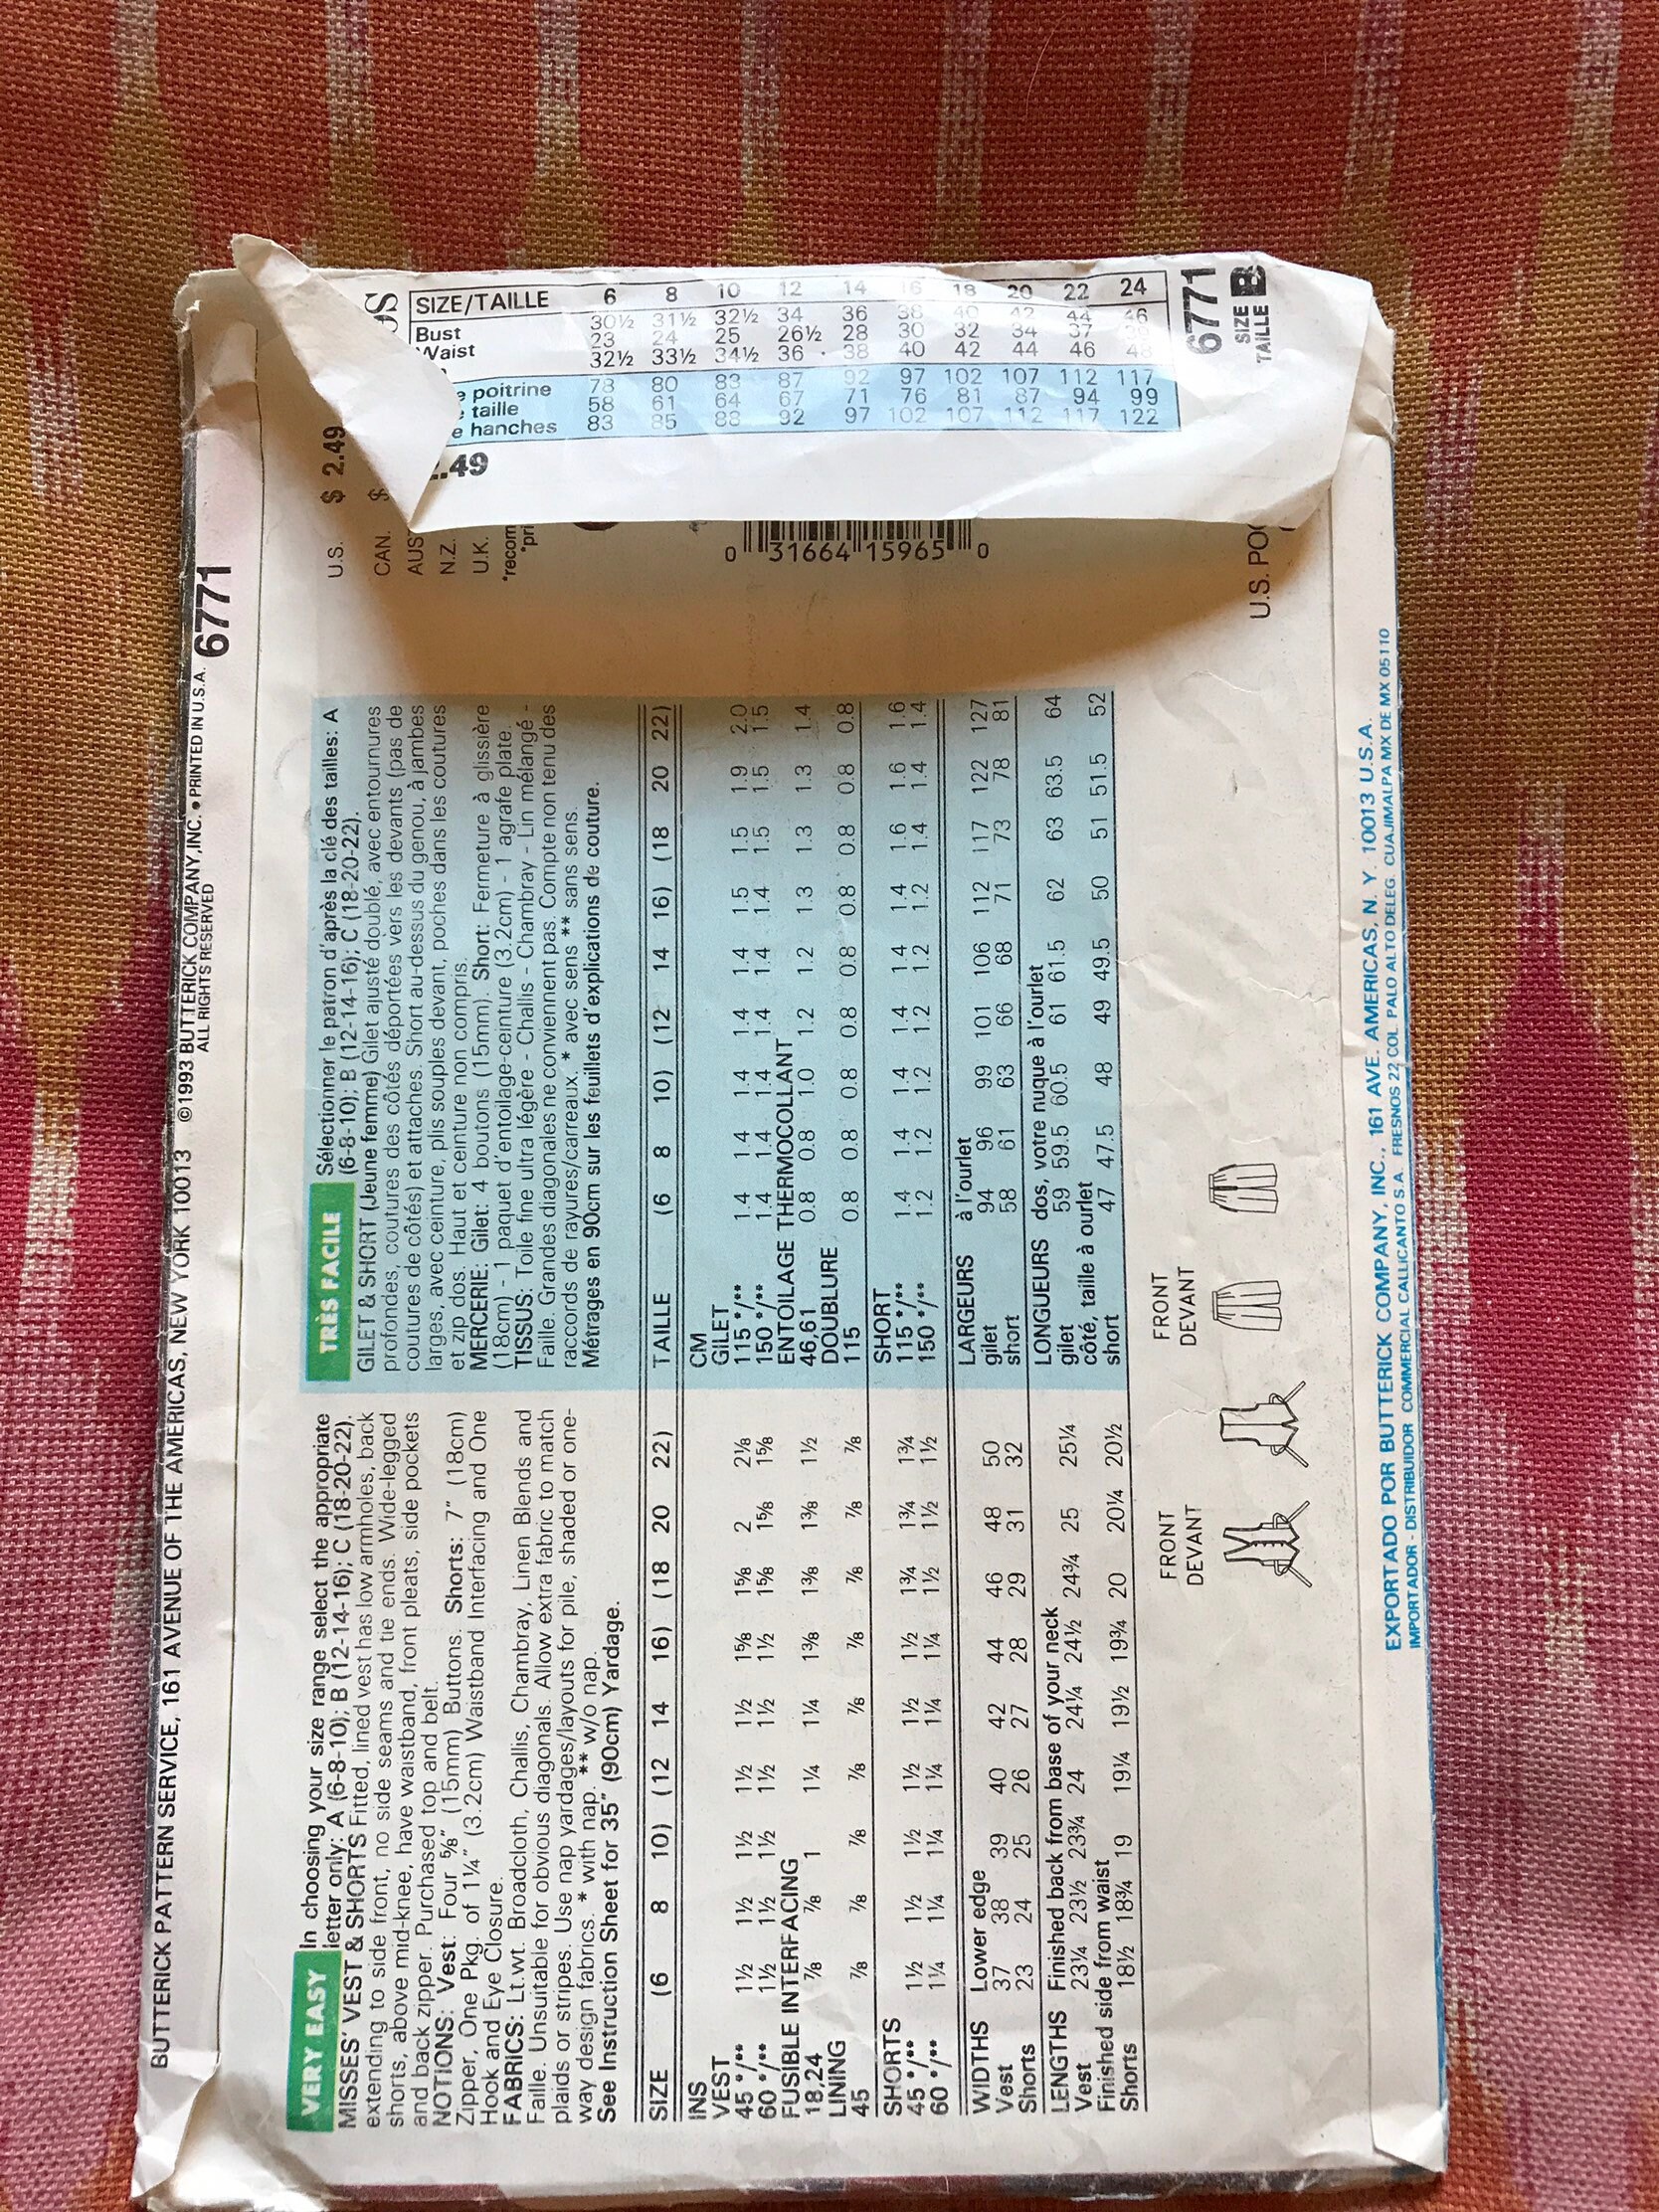 BUTTERICK PATTERN SERVICE, 161 AVENUE OF THE AMERICAS, NEW YORK 10013 ©1993 BUTTERICK COMPANY, INC. • PRINTED IN U.S.A. 6771
ALL RIGHTS RESERVED
VERY EASY In choosing your size range select the appropriate
letter only: A (6-8-10); B (12-14-16); C (18-20-22).
MISSES' VEST & SHORTS Fitted, lined vest has low armholes, back
extending to side front, no side seams and tie ends. Wide-legged
shorts, above mid-knee, have waistband, front pleats, side pockets
and back zipper. Purchased top and belt.
NOTIONS: Vest: Four 5⁄8" (15mm) Buttons. Shorts: 7" (18cm)
Zipper, One Pkg. of 1¼" (3.2cm) Waistband Interfacing and One
Hook and Eye Closure.
FABRICS: Lt.wt. Broadcloth, Challis, Chambray, Linen Blends and
Faille. Unsuitable for obvious diagonals. Allow extra fabric to match
plaids or stripes. Use nap yardages/layouts for pile, shaded or one-
way design fabrics. * with nap. ** w/o nap.
See Instruction Sheet for 35" (90cm) Yardage.
SIZE (6 8 10) (12 14 16) (18 20 22)
INS
VEST
45 */** 1½ 1½ 1½ 1½ 1½ 1⅝ 1⅝ 2 2⅛
60 */** 1½ 1½ 1½ 1½ 1½ 1½ 1⅝ 1⅝ 1⅝
FUSIBLE INTERFACING
18,24 ⅞ ⅞ 1 1¼ 1¼ 1⅜ 1⅜ 1⅜ 1½
LINING
45 ⅞ ⅞ ⅞ ⅞ ⅞ ⅞ ⅞ ⅞ ⅞
SHORTS
45 */** 1½ 1½ 1½ 1½ 1½ 1½ 1¾ 1¾ 1¾
60 */** 1¼ 1¼ 1¼ 1¼ 1¼ 1¼ 1½ 1½ 1½
WIDTHS Lower edge
Vest 37 38 39 40 42 44 46 48 50
Shorts 23 24 25 26 27 28 29 31 32
LENGTHS Finished back from base of your neck
Vest 23¼ 23½ 23¾ 24 24¼ 24½ 24¾ 25 25¼
Finished side from waist
Shorts 18½ 18¾ 19 19¼ 19½ 19¾ 20 20¼ 20½
TRÈS FACILE Sélectionner le patron d'après la clé des tailles: A
(6-8-10); B (12-14-16); C (18-20-22).
GILET & SHORT (Jeune femme) Gilet ajusté doublé, avec entournures
profondes, coutures des côtés déportées vers les devants (pas de
coutures de côtés) et attaches. Short au-dessus du genou, à jambes
larges, avec ceinture, plis souples devant, poches dans les coutures
et zip dos. Haut et ceinture non compris.
MERCERIE: Gilet: 4 boutons (15mm). Short: Fermeture à glissière
(18cm) - 1 paquet d'entoilage-ceinture (3.2cm) - 1 agrafe plate.
TISSUS: Toile fine ultra légère - Challis - Chambray - Lin mélangé -
Faille. Grandes diagonales ne conviennent pas. Compte non tenu des
raccords de rayures/carreaux. * avec sens ** sans sens.
Métrages en 90cm sur les feuillets d'explications de couture.
TAILLE (6 8 10) (12 14 16) (18 20 22)
CM
GILET
115 */** 1.4 1.4 1.4 1.4 1.4 1.5 1.5 1.9 2.0
150 */** 1.4 1.4 1.4 1.4 1.4 1.4 1.5 1.5 1.5
ENTOILAGE THERMOCOLLANT
46,61 0.8 0.8 1.0 1.2 1.2 1.3 1.3 1.3 1.4
DOUBLURE
115 0.8 0.8 0.8 0.8 0.8 0.8 0.8 0.8 0.8
SHORT
115 */** 1.4 1.4 1.4 1.4 1.4 1.4 1.6 1.6 1.6
150 */** 1.2 1.2 1.2 1.2 1.2 1.2 1.4 1.4 1.4
LARGEURS à l'ourlet
gilet 94 96 99 101 106 112 117 122 127
short 58 61 63 66 68 71 73 78 81
LONGUEURS dos, votre nuque à l'ourlet
gilet 59 59.5 60.5 61 61.5 62 63 63.5 64
côté, taille à ourlet
short 47 47.5 48 49 49.5 50 51 51.5 52
FRONT
DEVANT
FRONT
DEVANT
U.S. $ 2.49
CAN. $
AUS
N.Z.
U.K.
*recom
*pri
0 31664 15965 0
U.S. PO
SIZE/TAILLE 6 8 10 12 14 16 18 20 22 24
Bust 30½ 31½ 32½ 34 36 38 40 42 44 46
Waist 23 24 25 26½ 28 30 32 34 37
32½ 33½ 34½ 36 38 40 42 44 46 48
poitrine 78 80 83 87 92 97 102 107 112 117
taille 58 61 64 67 71 76 81 87 94 99
hanches 83 85 88 92 97 102 107 112 117 122
.49
6771
SIZE B
TAILLE
EXPORTADO POR BUTTERICK COMPANY, INC., 161 AVE. AMERICAS, N. Y. 10013 U.S.A.
IMPORTADOR - DISTRIBUIDOR COMMERCIAL CALLICANTO S.A. FRESNOS 22 COL. PALO ALTO DELEG. CUAJIMALPA MX DE MX 05110